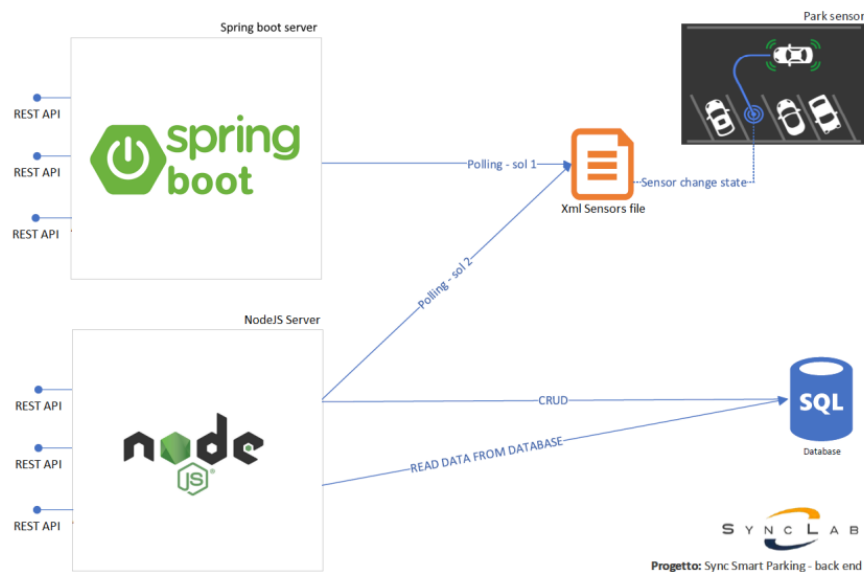 Spring boot server
Park sensor
REST API
REST API
REST API
spring
boot
Polling - sol 1
Sensor change state
Xml Sensors file
Polling - sol 2
NodeJS Server
REST API
REST API
REST API
node
JS
CRUD
READ DATA FROM DATABASE
SQL
Database
SYNCLAB
Progetto: Sync Smart Parking - back end